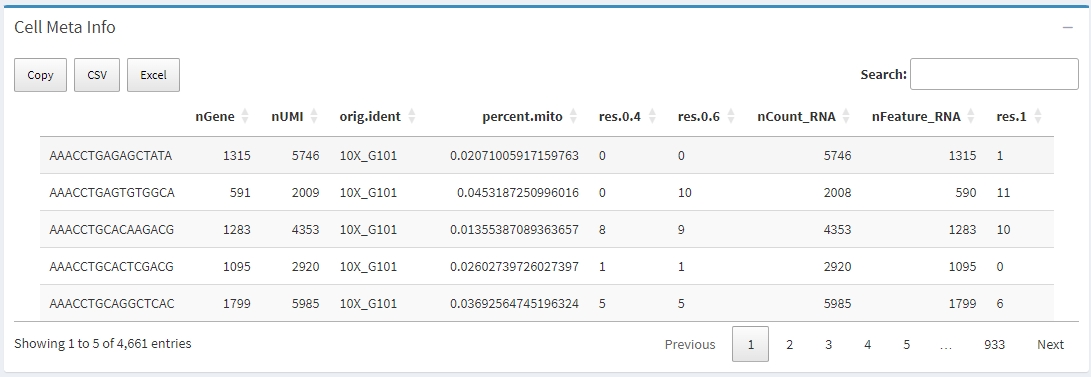 Cell Meta Info
Copy CSV Excel Search:
nGene nUMI orig.ident percent.mito res.0.4 res.0.6 nCount_RNA nFeature_RNA res.1
AAACCTGAGAGCTATA 1315 5746 10X_G101 0.02071005917159763 0 0 5746 1315 1
AAACCTGAGTGTGGCA 591 2009 10X_G101 0.0453187250996016 0 10 2008 590 11
AAACCTGCACAAGACG 1283 4353 10X_G101 0.01355387089363657 8 9 4353 1283 10
AAACCTGCACTCGACG 1095 2920 10X_G101 0.02602739726027397 1 1 2920 1095 0
AAACCTGCAGGCTCAC 1799 5985 10X_G101 0.03692564745196324 5 5 5985 1799 6
Showing 1 to 5 of 4,661 entries Previous 1 2 3 4 5 … 933 Next